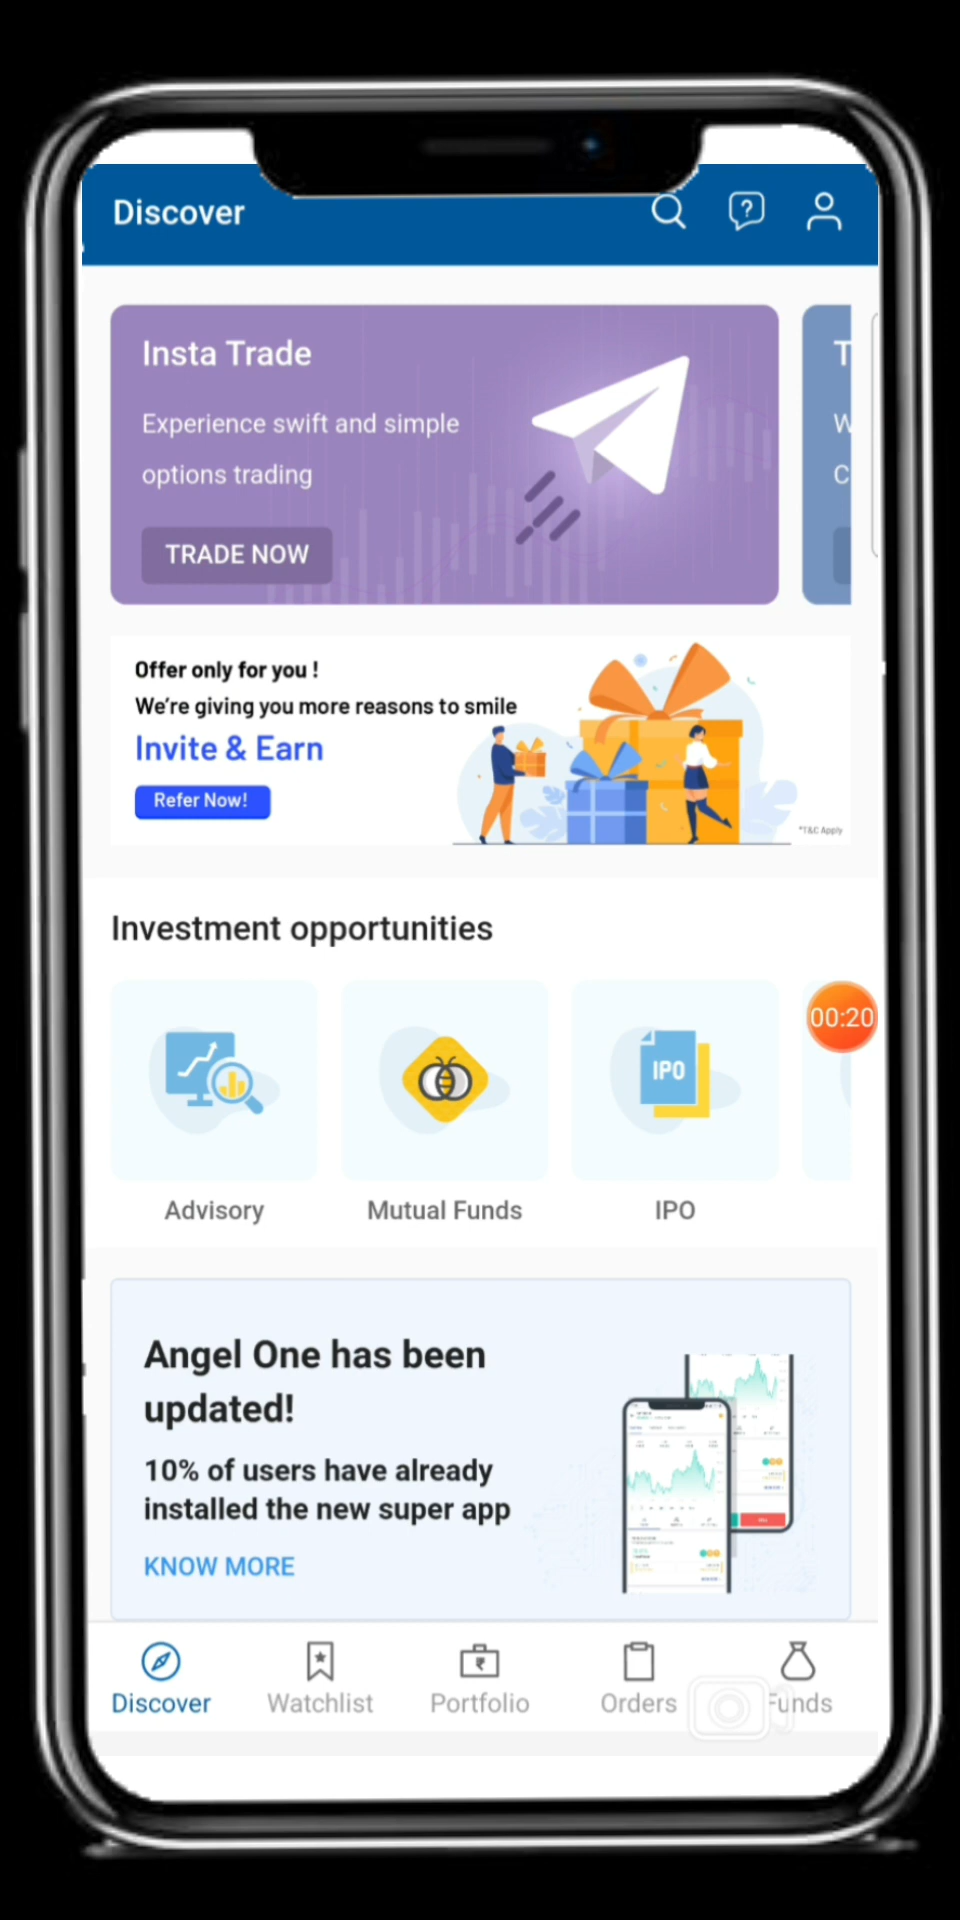 Discover
Insta Trade
Experience swift and simple
options trading
TRADE NOW
T
W
C
Offer only for you !
We're giving you more reasons to smile
Invite & Earn
Refer Now!
*T&C Apply
Investment opportunities
00:20
IPO
Advisory
Mutual Funds
IPO
Angel One has been
updated!
10% of users have already
installed the new super app
KNOW MORE
Discover
Watchlist
Portfolio
Orders
Funds